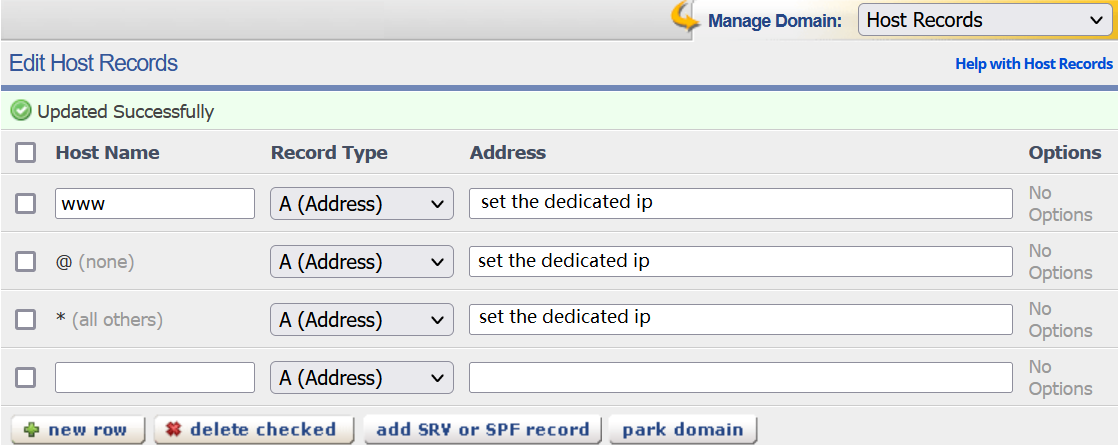 Manage Domain: Host Records
Edit Host Records Help with Host Records
Updated Successfully
Host Name Record Type Address Options
www A (Address) set the dedicated ip No Options
@ (none) A (Address) set the dedicated ip No Options
* (all others) A (Address) set the dedicated ip No Options
A (Address) No Options
new row delete checked add SRV or SPF record park domain